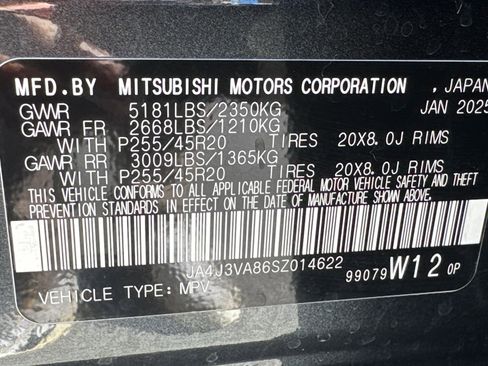 MFD.BY MITSUBISHI MOTORS CORPORATION , JAPAN
GVWR 5181LBS/2350KG JAN 2025
GAWR FR 2668LBS/1210KG
WITH P255/45R20 TIRES 20X8.0J RIMS
GAWR RR 3009LBS/1365KG
WITH P255/45R20 TIRES 20X8.0J RIMS
THIS VEHICLE CONFORMS TO ALL APPLICABLE FEDERAL MOTOR VEHICLE SAFETY AND THEFT
PREVENTION STANDARDS IN EFFECT ON THE DATE OF MANUFACTURE SHOWN ABOVE.
JA4J3VA86SZ014622
99079 W12 0P
VEHICLE TYPE: MPV